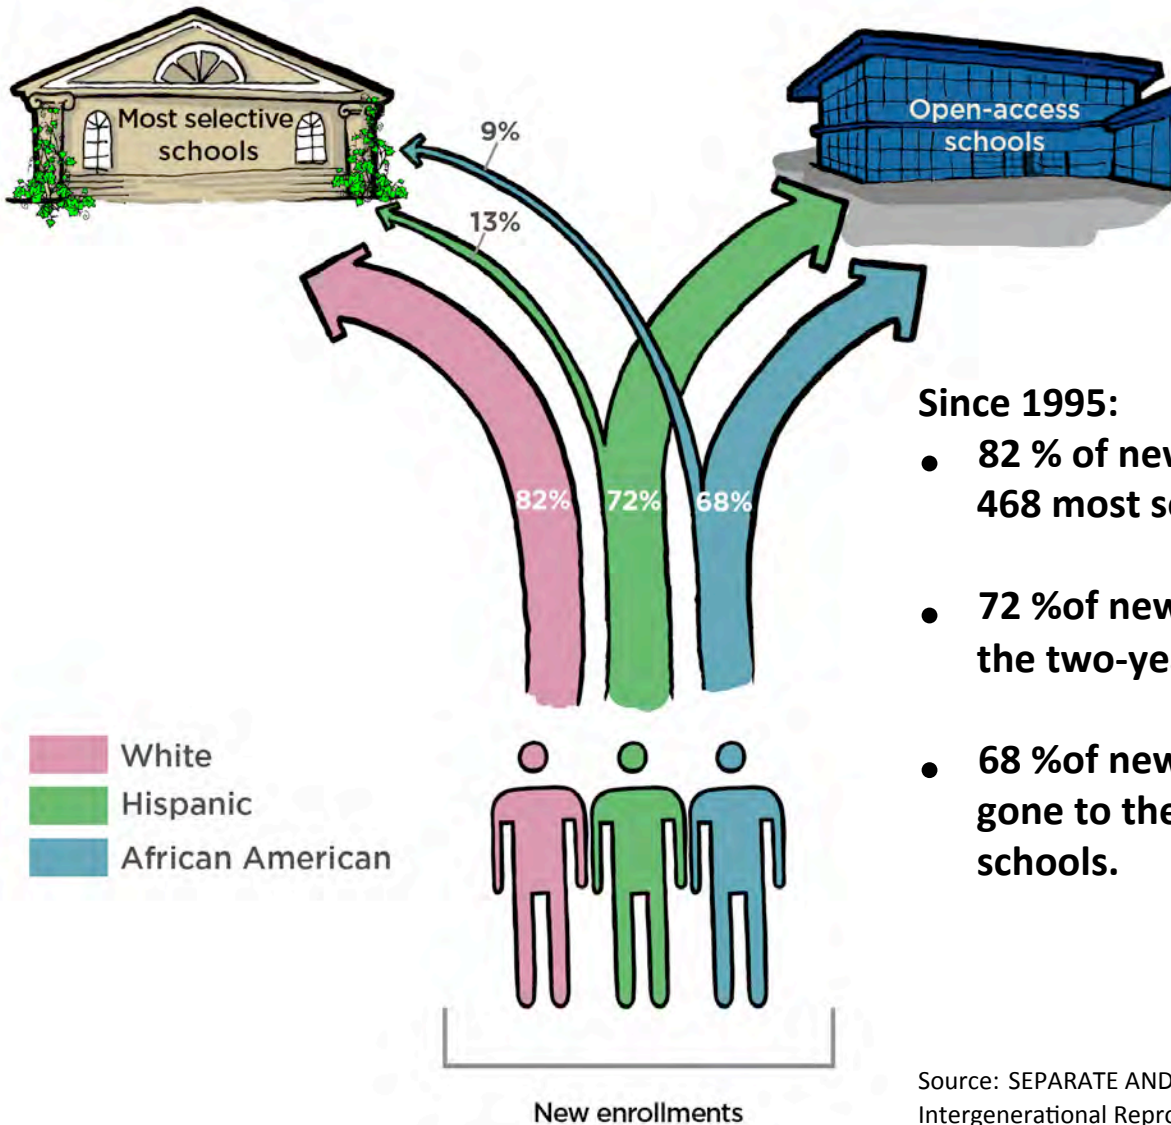 Most selective
schools
Open-access
schools
9%
13%
82%
72%
68%
Since 1995:
• 82 % of new
468 most se
• 72 %of new
the two-ye
• 68 %of new
gone to the
schools.
White
Hispanic
African American
New enrollments
Source: SEPARATE AND
Intergenerational Repro